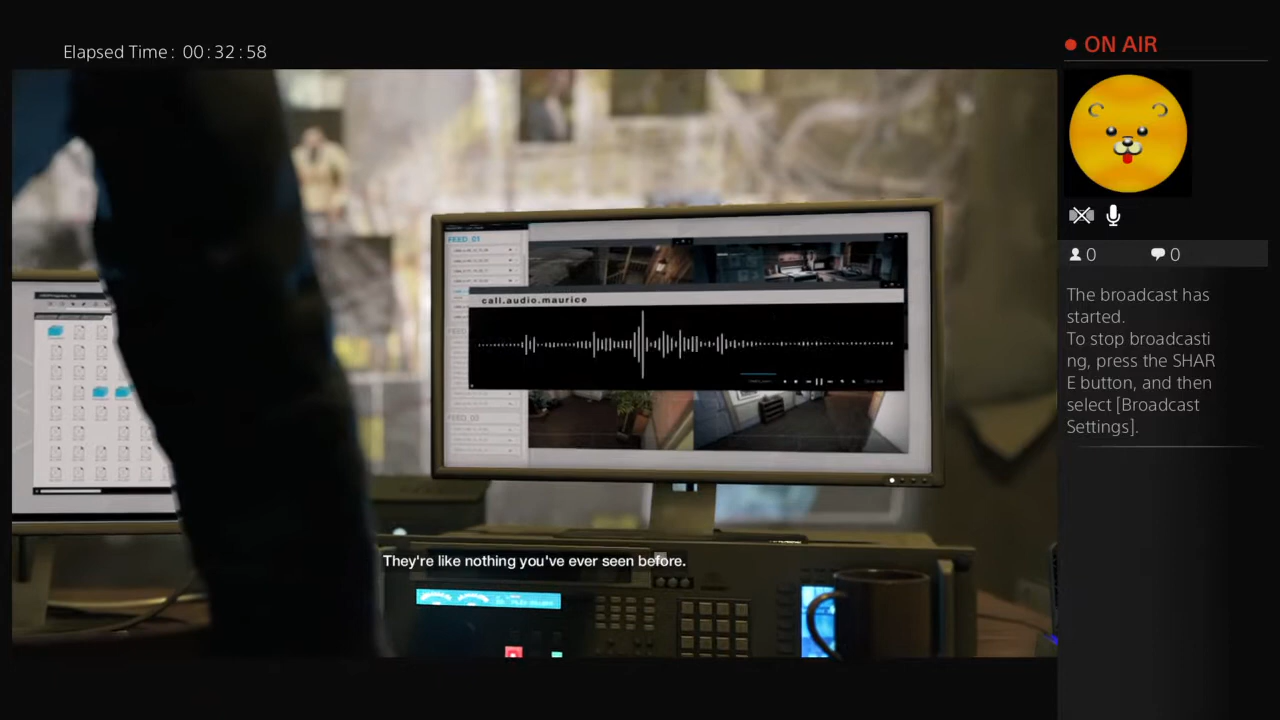 Elapsed Time: 00:32:58
ON AIR
0
0
The broadcast has
started.
To stop broadcasti
ng, press the SHAR
E button, and then
select [Broadcast
Settings].
FEED_01
call.audio.maurice
They're like nothing you've ever seen before.